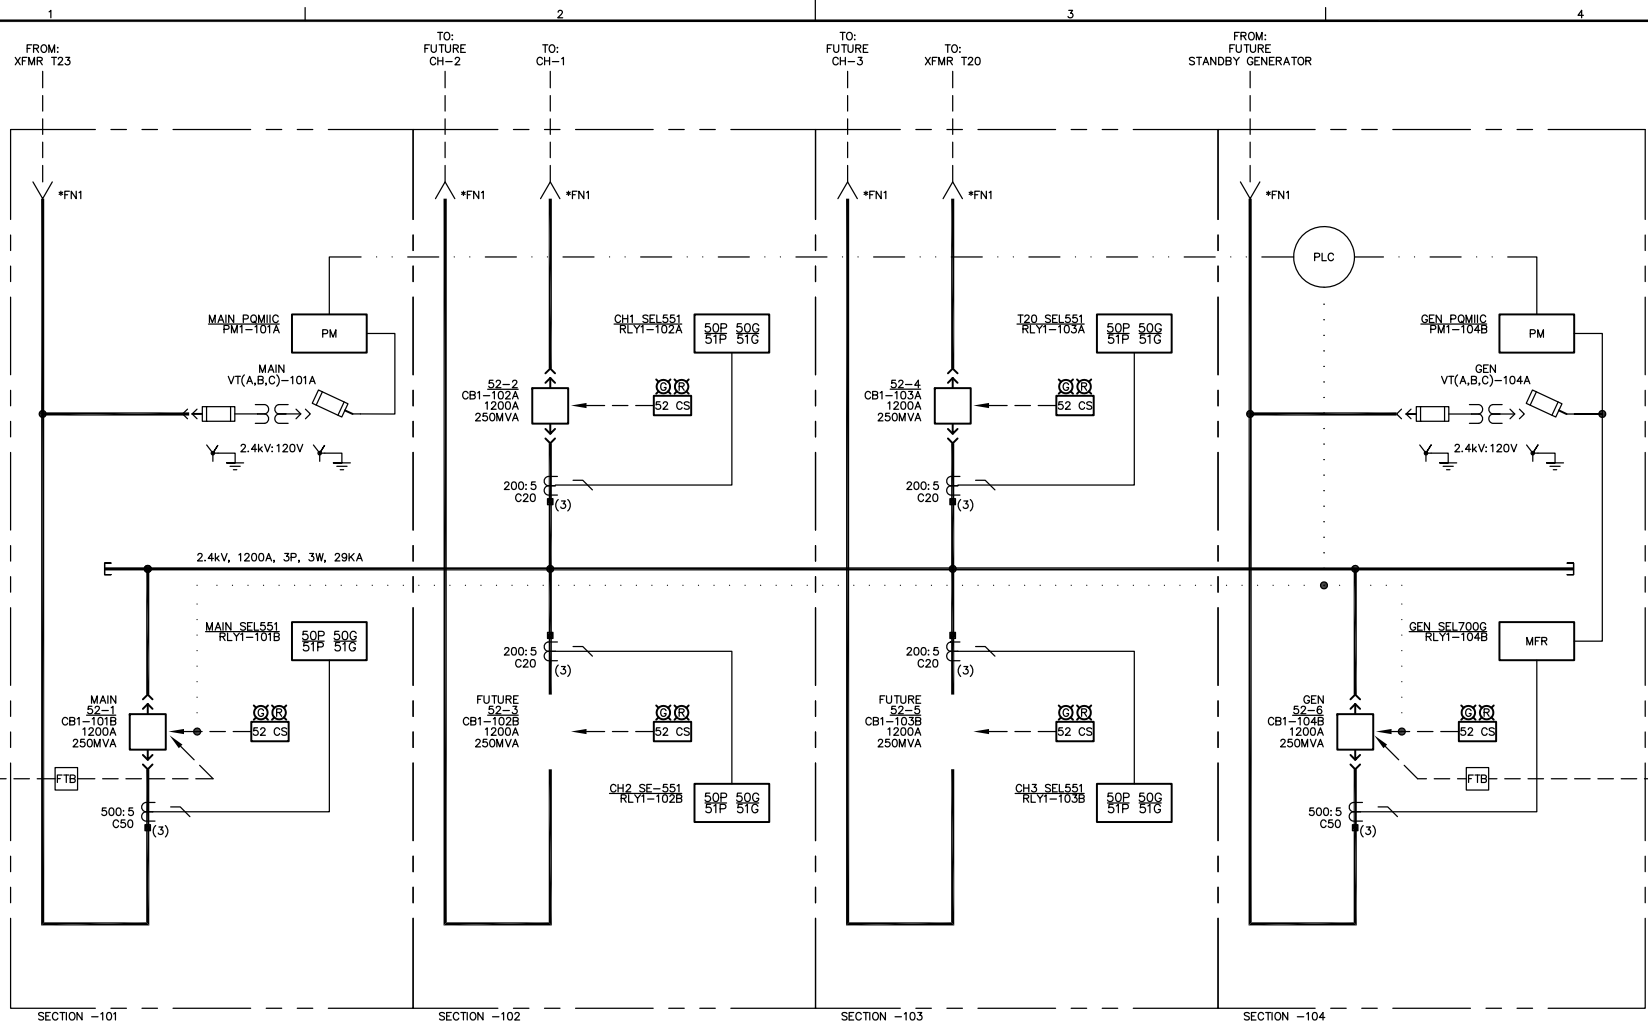 1
2
3
4
FROM:
XFMR T23
TO:
FUTURE
CH-2
TO:
CH-1
TO:
FUTURE
CH-3
TO:
XFMR T20
FROM:
FUTURE
STANDBY GENERATOR
*FN1
*FN1
*FN1
*FN1
*FN1
*FN1
PLC
MAIN PQMIIC
PM1-101A
PM
MAIN
VT(A,B,C)-101A
2.4kV:120V
CH1 SEL551
RLY1-102A
50P 50G
51P 51G
52-2
CB1-102A
1200A
250MVA
G R
52 CS
200:5
C20
(3)
T20 SEL551
RLY1-103A
50P 50G
51P 51G
52-4
CB1-103A
1200A
250MVA
G R
52 CS
200:5
C20
(3)
GEN PQMIIC
PM1-104B
PM
GEN
VT(A,B,C)-104A
2.4kV:120V
2.4kV, 1200A, 3P, 3W, 29KA
MAIN SEL551
RLY1-101B
50P 50G
51P 51G
MAIN
52-1
CB1-101B
1200A
250MVA
G R
52 CS
FTB
500:5
C50
(3)
200:5
C20
(3)
FUTURE
52-3
CB1-102B
1200A
250MVA
G R
52 CS
CH2 SE-551
RLY1-102B
50P 50G
51P 51G
200:5
C20
(3)
FUTURE
52-5
CB1-103B
1200A
250MVA
G R
52 CS
CH3 SEL551
RLY1-103B
50P 50G
51P 51G
GEN SEL700G
RLY1-104B
MFR
GEN
52-6
CB1-104B
1200A
250MVA
G R
52 CS
FTB
500:5
C50
(3)
SECTION -101
SECTION -102
SECTION -103
SECTION -104